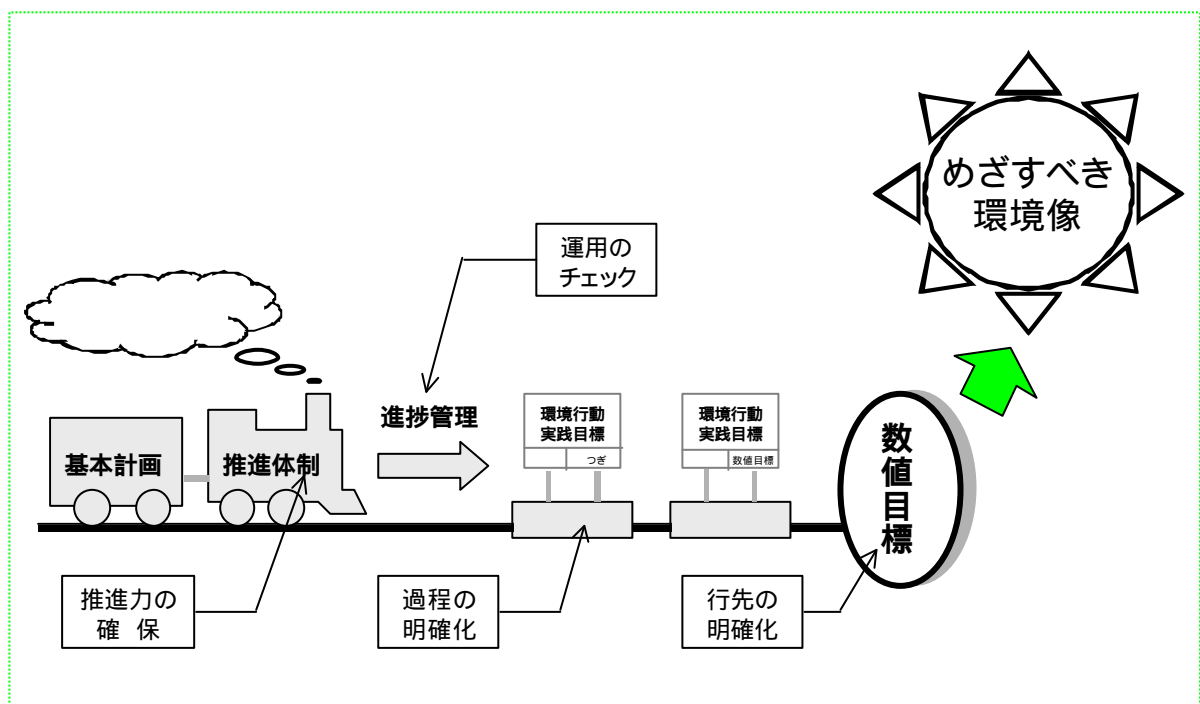 めざすべき
環境像
運用の
チェック
基本計画
推進体制
進捗管理
環境行動
実践目標
つぎ
環境行動
実践目標
数値目標
数値目標
推進力の
確 保
過程の
明確化
行先の
明確化